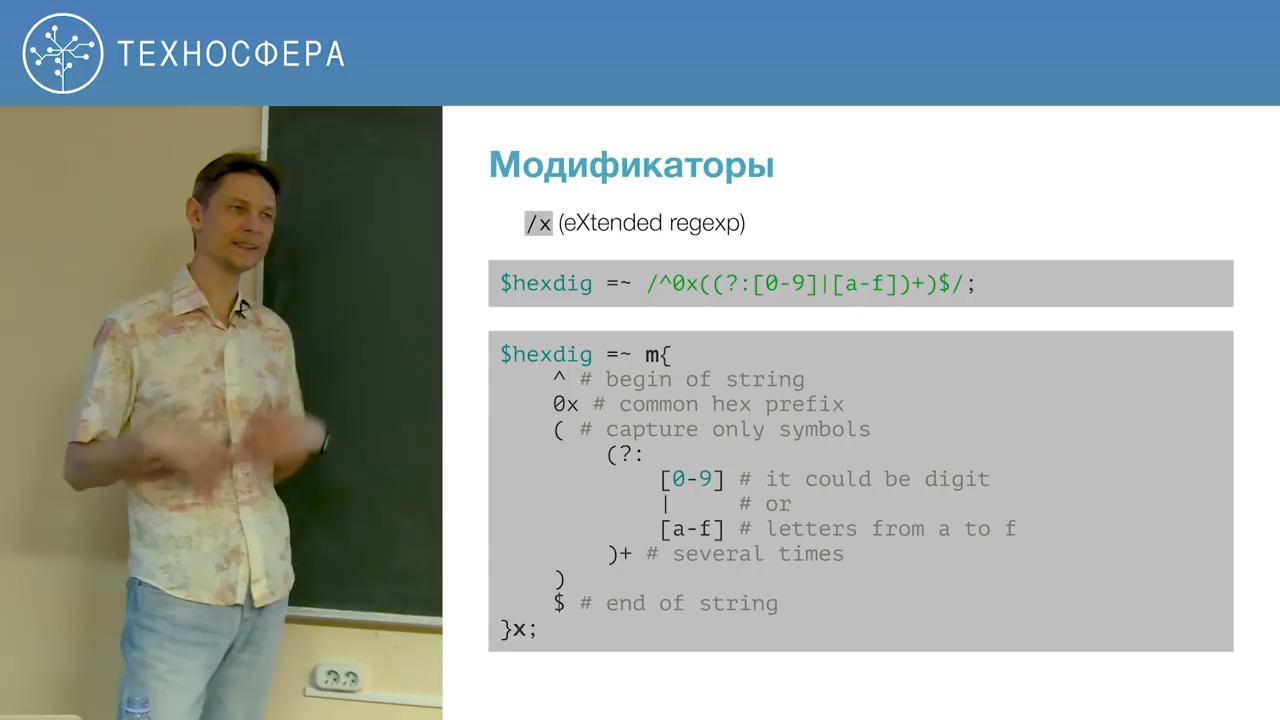 ТЕХНОСФЕРА
Модификаторы
/x (eXtended regexp)
$hexdig =~ /^0x((?:[0-9]|[a-f])+)$/;
$hexdig =~ m{
    ^ # begin of string
    0x # common hex prefix
    ( # capture only symbols
        (?:
            [0-9] # it could be digit
            |     # or
            [a-f] # letters from a to f
        )+ # several times
    )
    $ # end of string
}x;